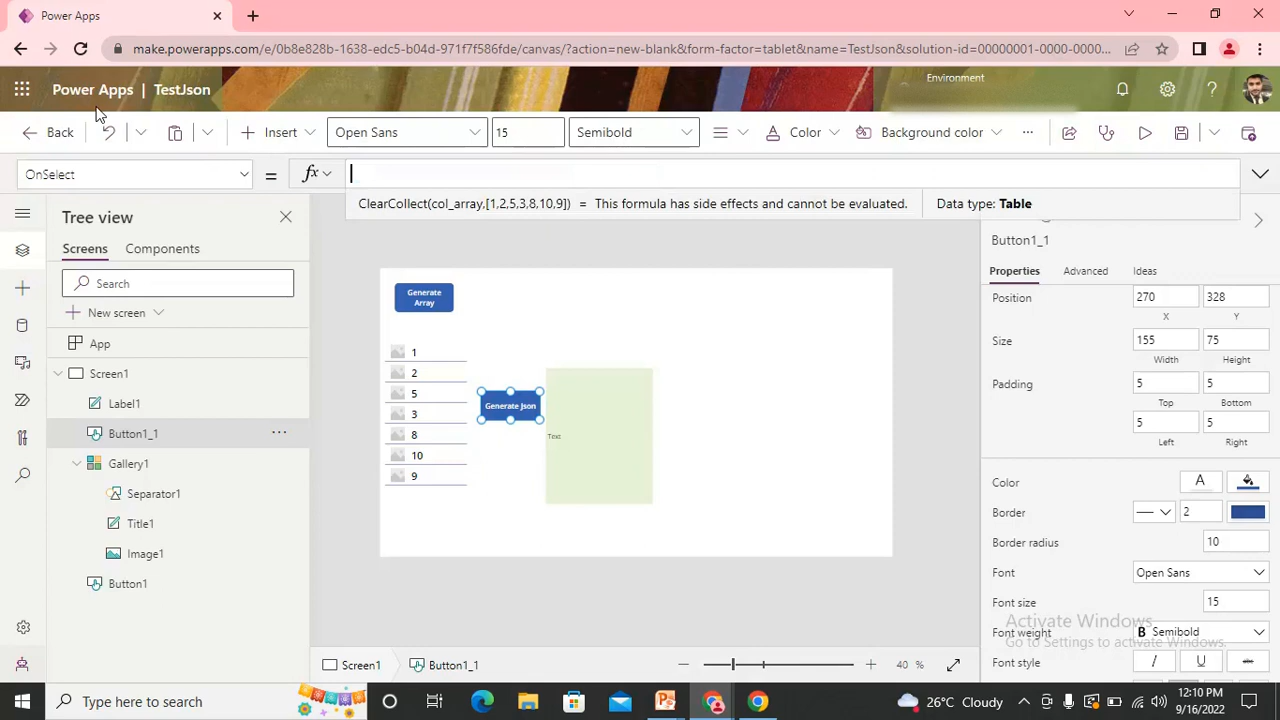 Power Apps
make.powerapps.com/e/0b8e828b-1638-edc5-b04d-971f7f586fde/canvas/?action=new-blank&form-factor=tablet&name=TestJson&solution-id=00000001-0000-0000...
Power Apps | TestJson
Environment
Back
Insert
Open Sans
15
Semibold
Color
Background color
OnSelect
=
fx
ClearCollect(col_array,[1,2,5,3,8,10,9]) = This formula has side effects and cannot be evaluated.
Data type: Table
Tree view
Screens
Components
Search
New screen
App
Screen1
Label1
Button1_1
Gallery1
Separator1
Title1
Image1
Button1
Generate
Array
1
2
5
3
8
10
9
Generate Json
Text
Button1_1
Properties
Advanced
Ideas
Position
270
328
X
Y
Size
155
75
Width
Height
Padding
5
5
Top
Bottom
5
5
Left
Right
Color
A
Border
2
Border radius
10
Font
Open Sans
Font size
15
Font weight
B Semibold
Font style
Activate Windows
Go to Settings to activate Windows.
Screen1
Button1_1
40 %
Type here to search
26°C Cloudy
12:10 PM
9/16/2022